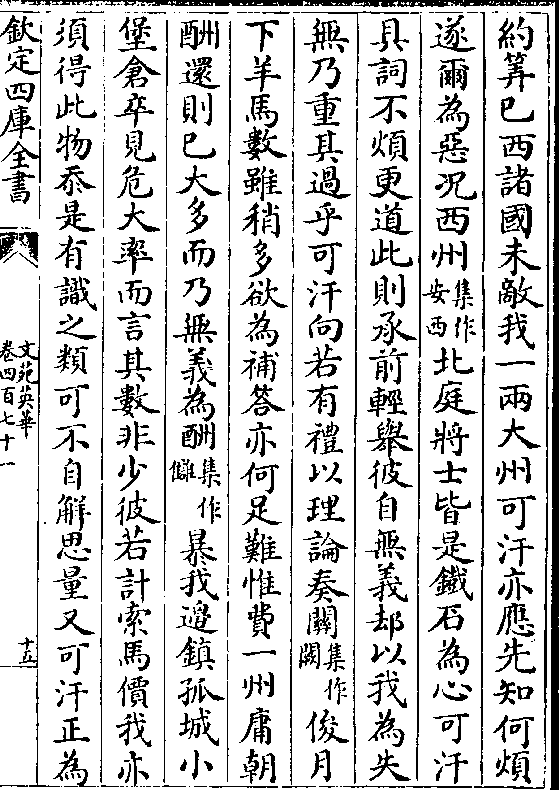 約筭巴西諸國未敵我一兩大州可汗亦應先知何煩
遂爾為惡况西州集作安西北庭將士皆是鐵石為心可汗
具詞不煩更道此則承前輕舉彼自無義却以我為失
無乃重其過乎可汗向若有禮以理論奏關集作闕俊月
下羊馬數雖稍多欲為補答亦何足難惟費一州庸朝
酬還則已大多而乃無義為酬集作讎暴我邉鎮孤城小
堡倉卒見危大率而言其數非少彼若計索馬價我亦
須得此物忝是有識之類可不自解思量又可汗正為
欽定四庫全書
文苑英華
卷四百七十一
十五